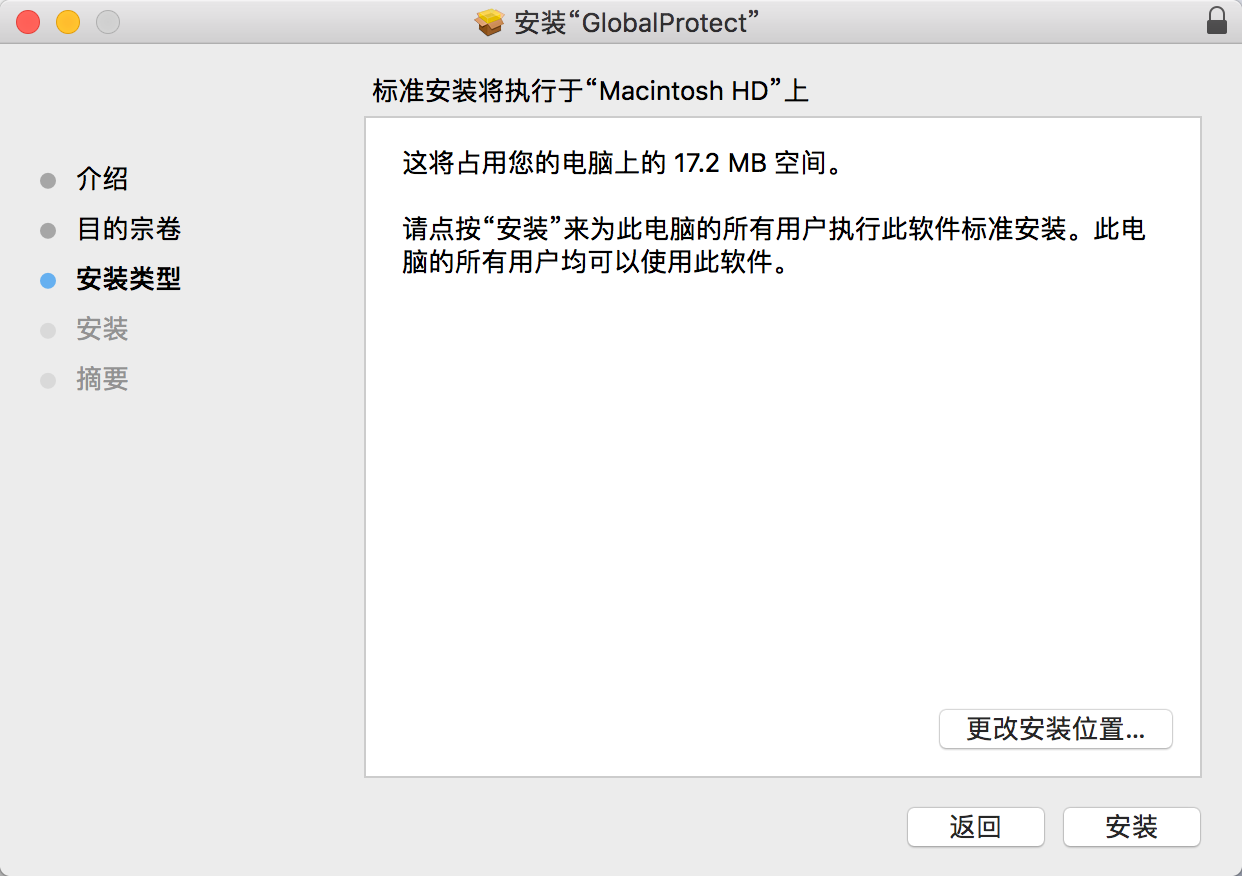 安装“GlobalProtect”
标准安装将执行于“Macintosh HD”上
介绍
目的宗卷
安装类型
安装
摘要
这将占用您的电脑上的 17.2 MB 空间。
请点按“安装”来为此电脑的所有用户执行此软件标准安装。此电
脑的所有用户均可以使用此软件。
更改安装位置...
返回
安装